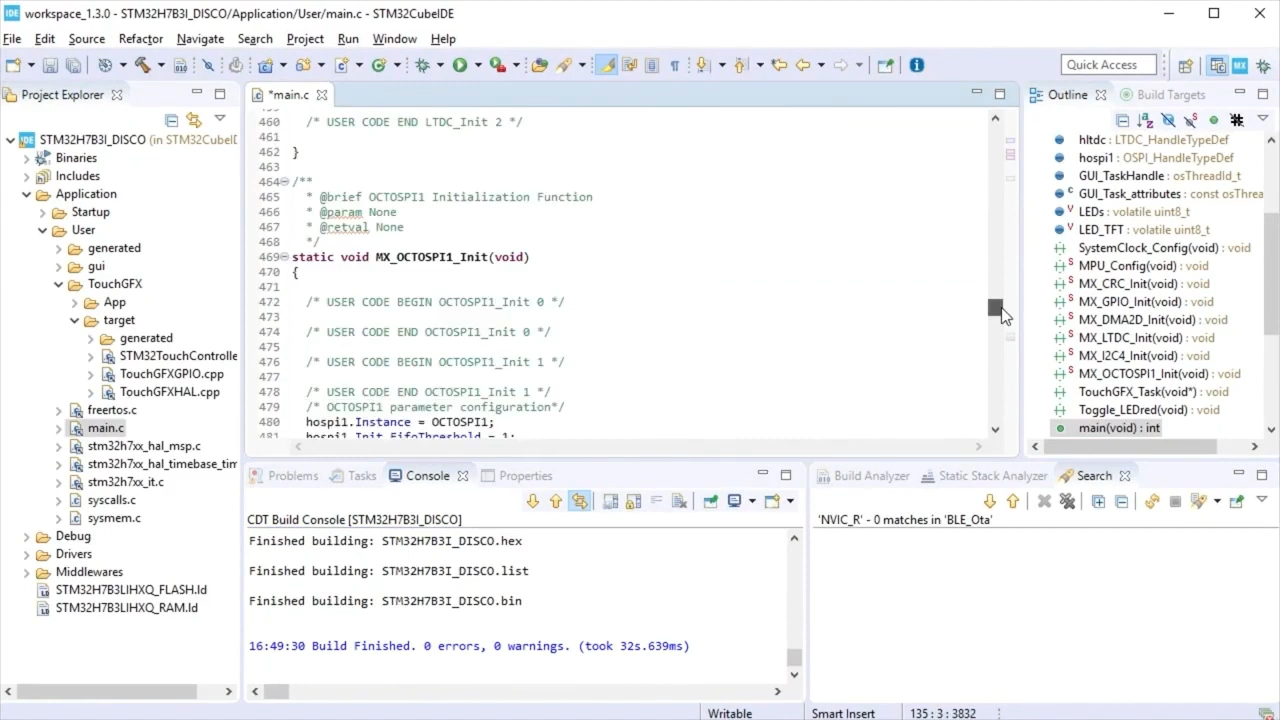 workspace_1.3.0 - STM32H7B3I_DISCO/Application/User/main.c - STM32CubeIDE
File Edit Source Refactor Navigate Search Project Run Window Help
Quick Access
Project Explorer
STM32H7B3I_DISCO (in STM32CubeI
Binaries
Includes
Application
Startup
User
generated
gui
TouchGFX
App
target
generated
STM32TouchControlle
TouchGFXGPIO.cpp
TouchGFXHAL.cpp
freertos.c
main.c
stm32h7xx_hal_msp.c
stm32h7xx_hal_timebase_tim
stm32h7xx_it.c
syscalls.c
sysmem.c
Debug
Drivers
Middlewares
STM32H7B3LIHXQ_FLASH.ld
STM32H7B3LIHXQ_RAM.ld
*main.c
460 /* USER CODE END LTDC_Init 2 */
461
462 }
463
464 /**
465 * @brief OCTOSPI1 Initialization Function
466 * @param None
467 * @retval None
468 */
469 static void MX_OCTOSPI1_Init(void)
470 {
471
472 /* USER CODE BEGIN OCTOSPI1_Init 0 */
473
474 /* USER CODE END OCTOSPI1_Init 0 */
475
476 /* USER CODE BEGIN OCTOSPI1_Init 1 */
477
478 /* USER CODE END OCTOSPI1_Init 1 */
479 /* OCTOSPI1 parameter configuration*/
480 hospi1.Instance = OCTOSPI1;
481 hospi1.Init.FifoThreshold = 1;
Outline Build Targets
hltdc : LTDC_HandleTypeDef
hospi1 : OSPI_HandleTypeDef
GUI_TaskHandle : osThreadId_t
GUI_Task_attributes : const osThrea
LEDs : volatile uint8_t
LED_TFT : volatile uint8_t
SystemClock_Config(void) : void
MPU_Config(void) : void
MX_CRC_Init(void) : void
MX_GPIO_Init(void) : void
MX_DMA2D_Init(void) : void
MX_LTDC_Init(void) : void
MX_I2C4_Init(void) : void
MX_OCTOSPI1_Init(void) : void
TouchGFX_Task(void*) : void
Toggle_LEDred(void) : void
main(void) : int
Problems Tasks Console Properties
CDT Build Console [STM32H7B3I_DISCO]
Finished building: STM32H7B3I_DISCO.hex
Finished building: STM32H7B3I_DISCO.list
Finished building: STM32H7B3I_DISCO.bin
16:49:30 Build Finished. 0 errors, 0 warnings. (took 32s.639ms)
Build Analyzer Static Stack Analyzer Search
'NVIC_R' - 0 matches in 'BLE_Ota'
Writable Smart Insert 135 : 3 : 3832